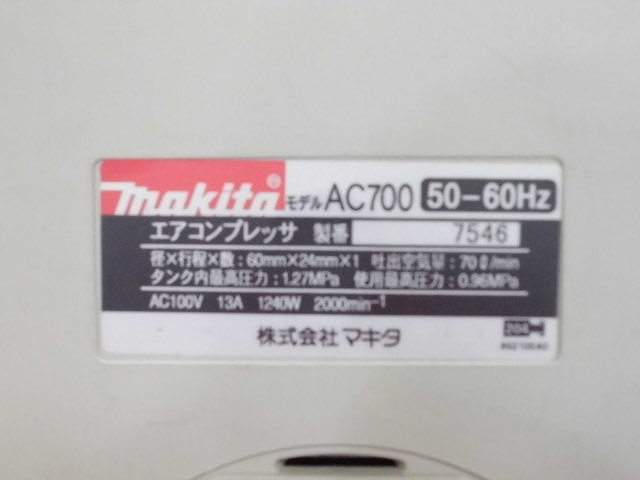 makita® モデル AC700 50-60Hz
エアコンプレッサ 製番 7546
径×行程×数:60mm×24mm×1 吐出空気量:70ℓ/min
タンク内最高圧力:1.27MPa 使用最高圧力:0.96MPa
AC100V 13A 1240W 2000min⁻¹
株式会社 マキタ